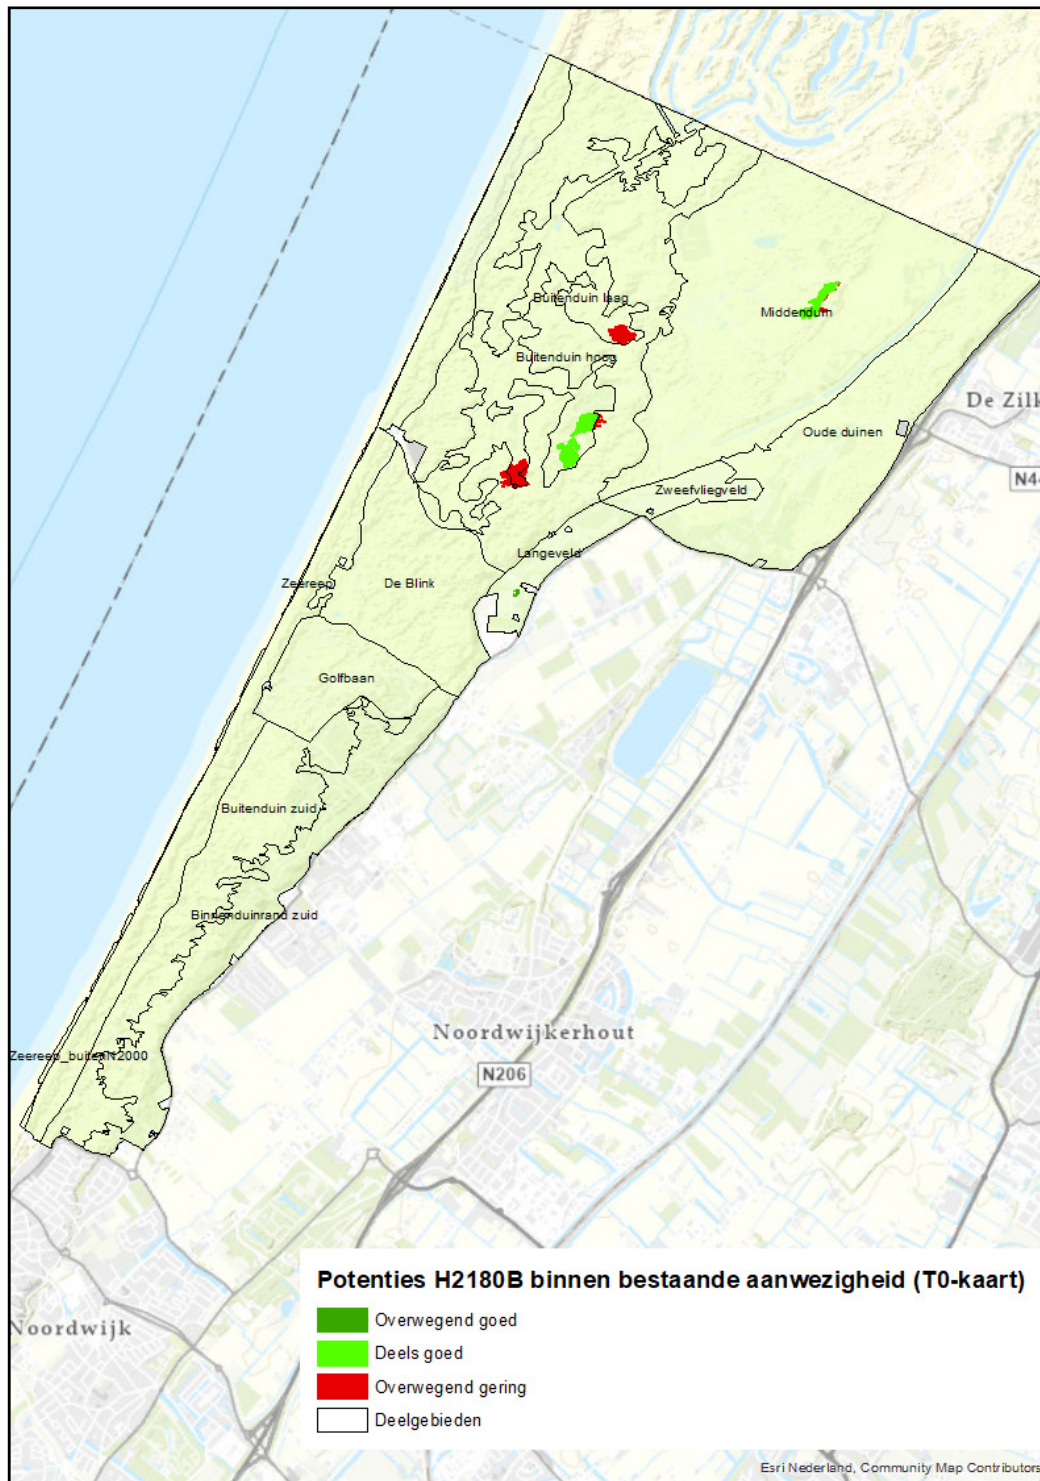 Buitenduin laag
Middenduin
Buitenduin hoog
De Zilk
Oude duinen
N44
Zweefvliegveld
Langeveld
Zeereep
De Blink
Golfbaan
Buitenduin zuid
Binnenduinrand zuid
Noordwijkerhout
Zeereep_buitenN2000
N206
Noordwijk
Potenties H2180B binnen bestaande aanwezigheid (T0-kaart)
Overwegend goed
Deels goed
Overwegend gering
Deelgebieden
Esri Nederland, Community Map Contributors